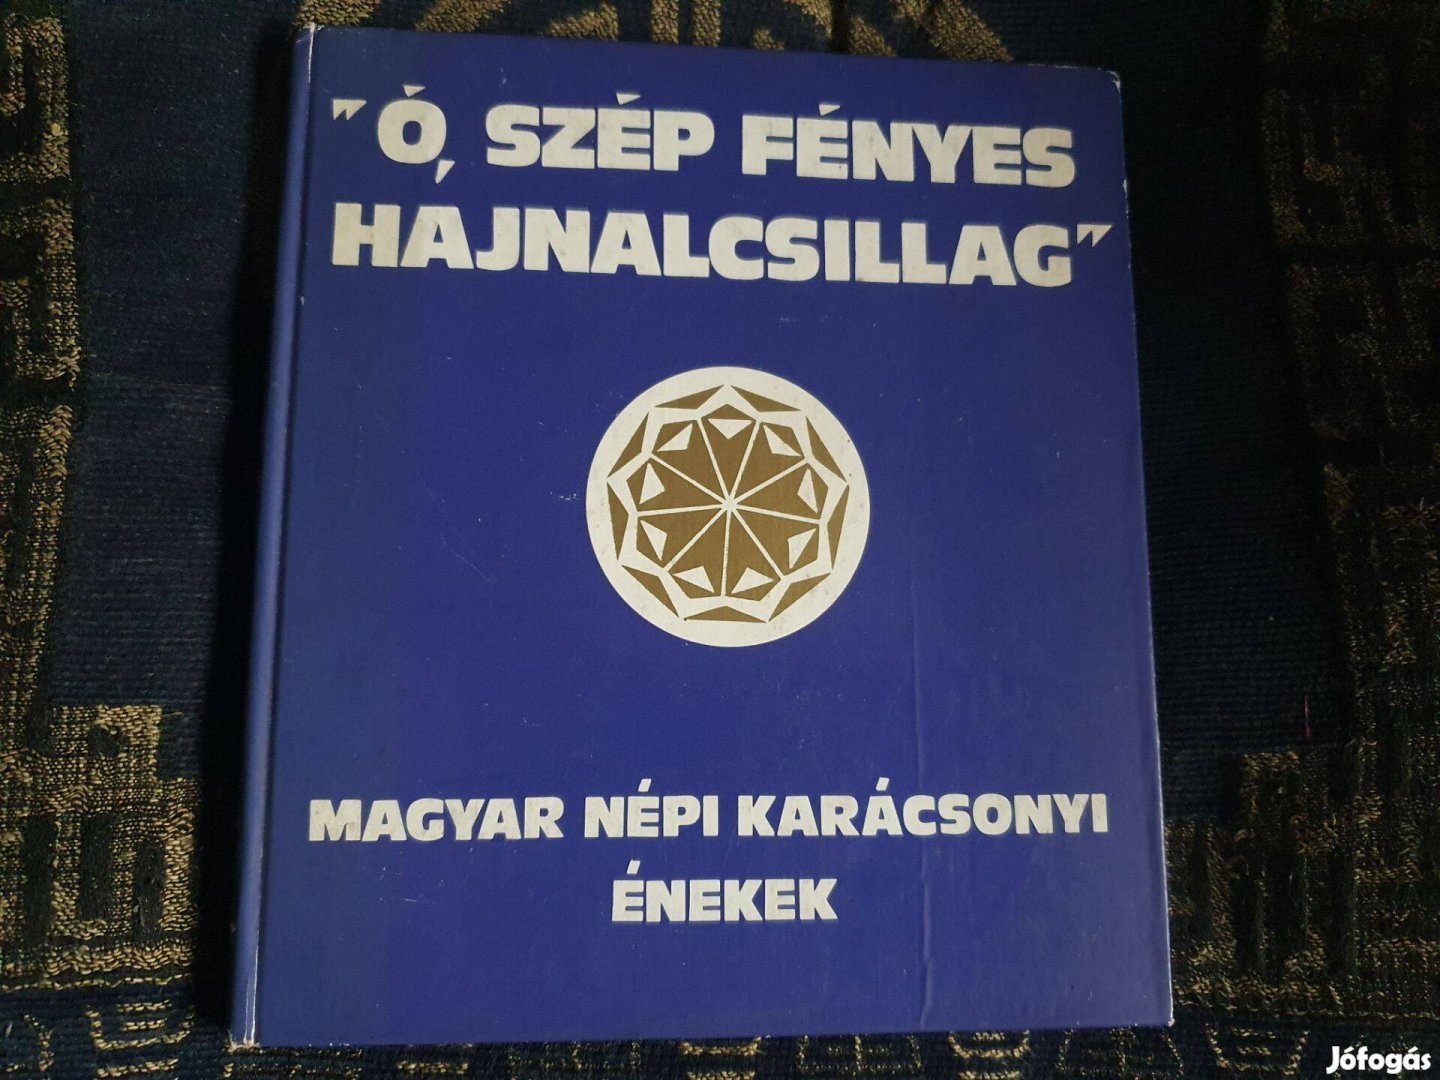 "Ó, SZÉP FÉNYES
HAJNALCSILLAG"
MAGYAR NÉPI KARÁCSONYI
ÉNEKEK
Jófogás